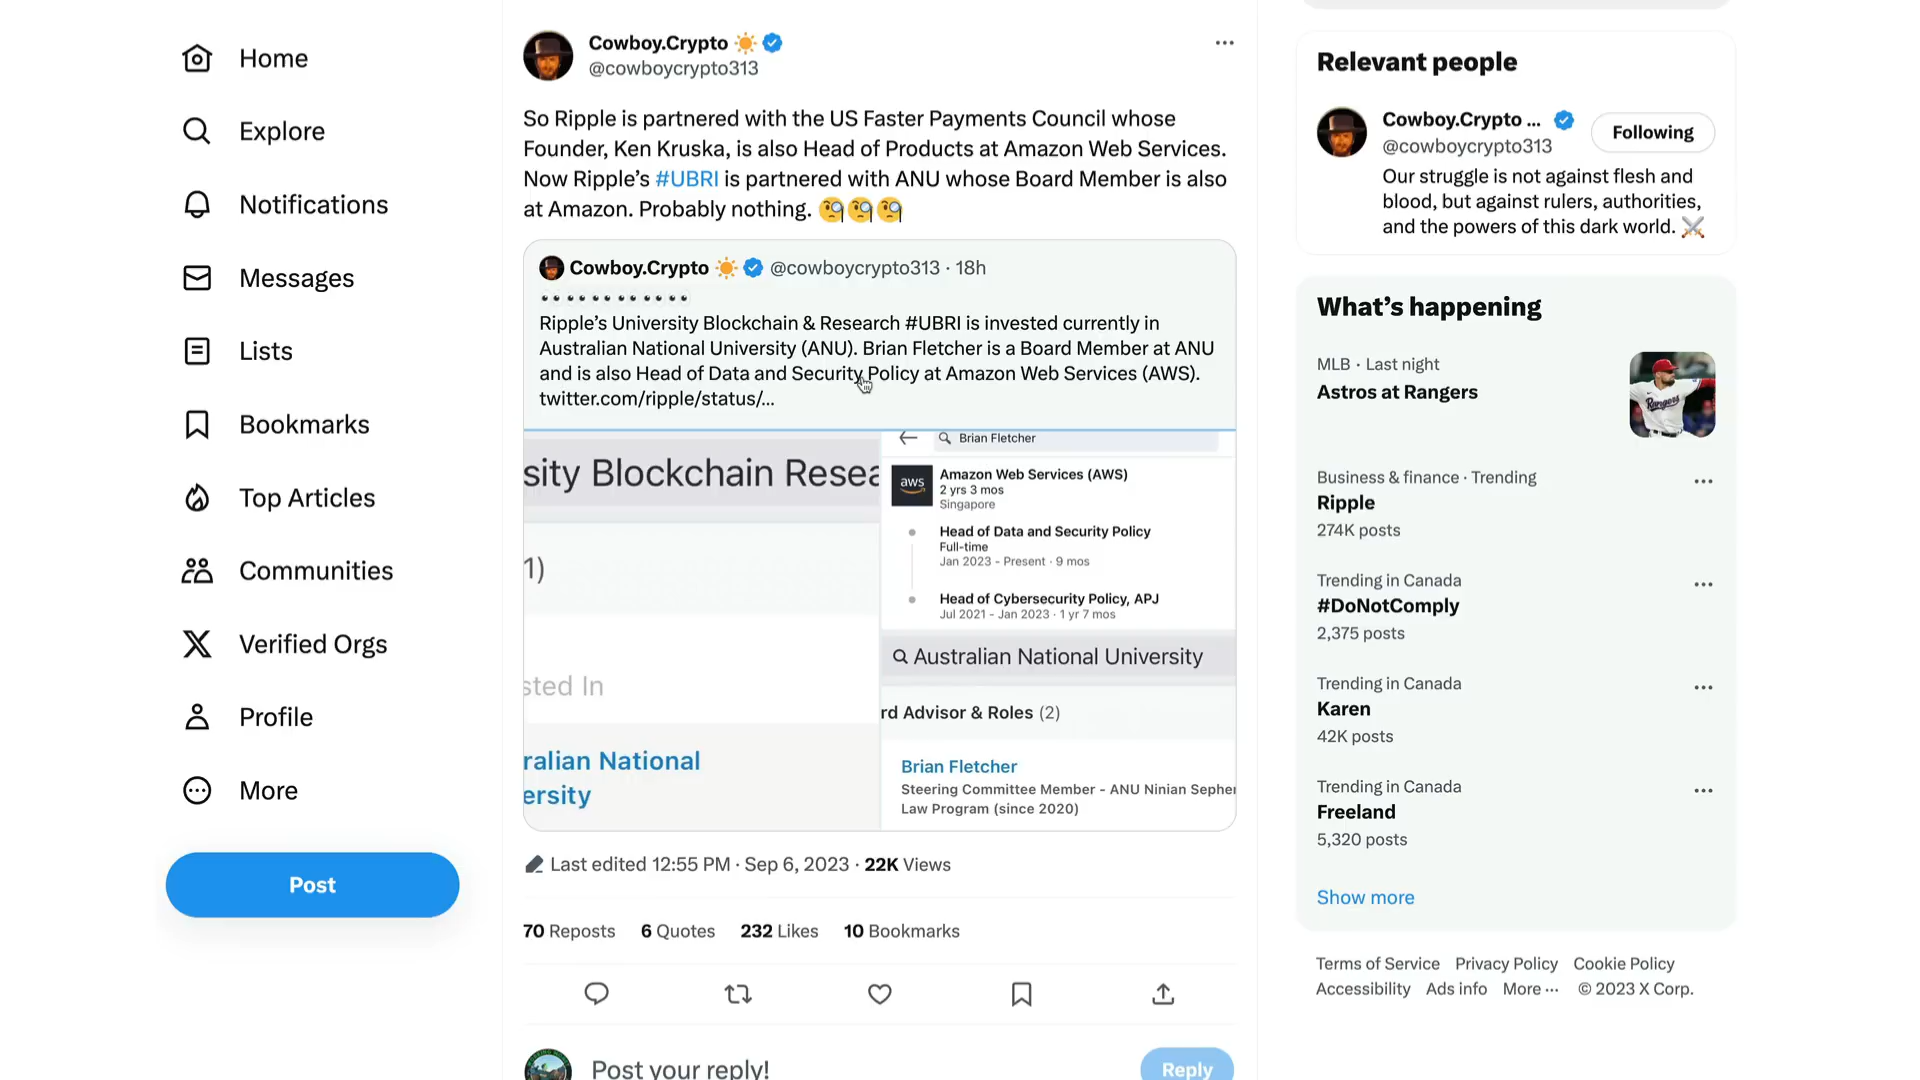 Home
Explore
Notifications
Messages
Lists
Bookmarks
Top Articles
Communities
Verified Orgs
Profile
More
Post
Cowboy.Crypto
@cowboycrypto313
So Ripple is partnered with the US Faster Payments Council whose
Founder, Ken Kruska, is also Head of Products at Amazon Web Services.
Now Ripple’s #UBRI is partnered with ANU whose Board Member is also
at Amazon. Probably nothing. 🧐🧐🧐
Cowboy.Crypto @cowboycrypto313 · 18h
Ripple’s University Blockchain & Research #UBRI is invested currently in
Australian National University (ANU). Brian Fletcher is a Board Member at ANU
and is also Head of Data and Security Policy at Amazon Web Services (AWS).
twitter.com/ripple/status/...
sity Blockchain Resea
1)
sted In
ralian National
ersity
Brian Fletcher
aws
Amazon Web Services (AWS)
2 yrs 3 mos
Singapore
Head of Data and Security Policy
Full-time
Jan 2023 - Present · 9 mos
Head of Cybersecurity Policy, APJ
Jul 2021 - Jan 2023 · 1 yr 7 mos
Australian National University
rd Advisor & Roles (2)
Brian Fletcher
Steering Committee Member - ANU Ninian Sephe
Law Program (since 2020)
Last edited 12:55 PM · Sep 6, 2023 · 22K Views
70 Reposts 6 Quotes 232 Likes 10 Bookmarks
Post your reply!
Reply
Relevant people
Cowboy.Crypto ...
@cowboycrypto313
Following
Our struggle is not against flesh and
blood, but against rulers, authorities,
and the powers of this dark world. ⚔️
What’s happening
MLB · Last night
Astros at Rangers
Rangers
Business & finance · Trending
Ripple
274K posts
Trending in Canada
#DoNotComply
2,375 posts
Trending in Canada
Karen
42K posts
Trending in Canada
Freeland
5,320 posts
Show more
Terms of Service Privacy Policy Cookie Policy
Accessibility Ads info More ··· © 2023 X Corp.